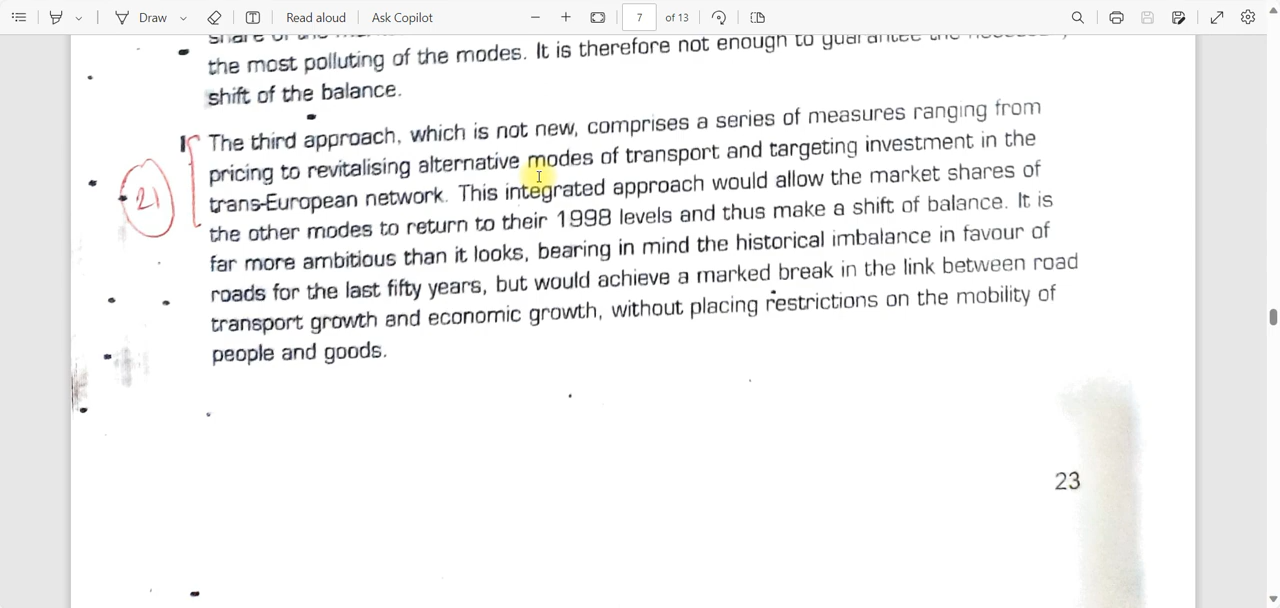 Draw
Read aloud
Ask Copilot
7
of 13
the most polluting of the modes. It is therefore not enough to guarantee the
shift of the balance.
I The third approach, which is not new, comprises a series of measures ranging from
pricing to revitalising alternative modes of transport and targeting investment in the
trans-European network. This integrated approach would allow the market shares of
the other modes to return to their 1998 levels and thus make a shift of balance. It is
far more ambitious than it looks, bearing in mind the historical imbalance in favour of
roads for the last fifty years, but would achieve a marked break in the link between road
transport growth and economic growth, without placing restrictions on the mobility of
people and goods.
21
23